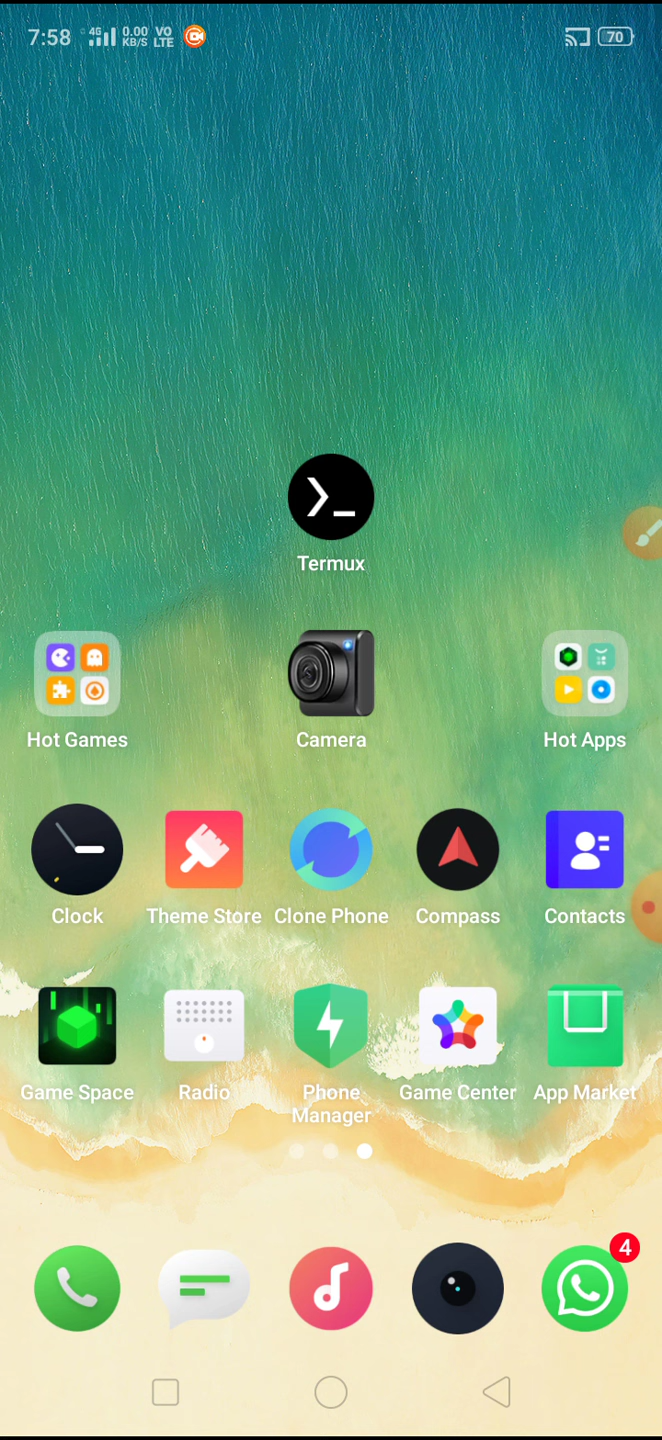 7:58 4G 0.00 KB/S VO LTE 70
Termux
Hot Games Camera Hot Apps
Clock Theme Store Clone Phone Compass Contacts
Game Space Radio Phone Manager Game Center App Market
4